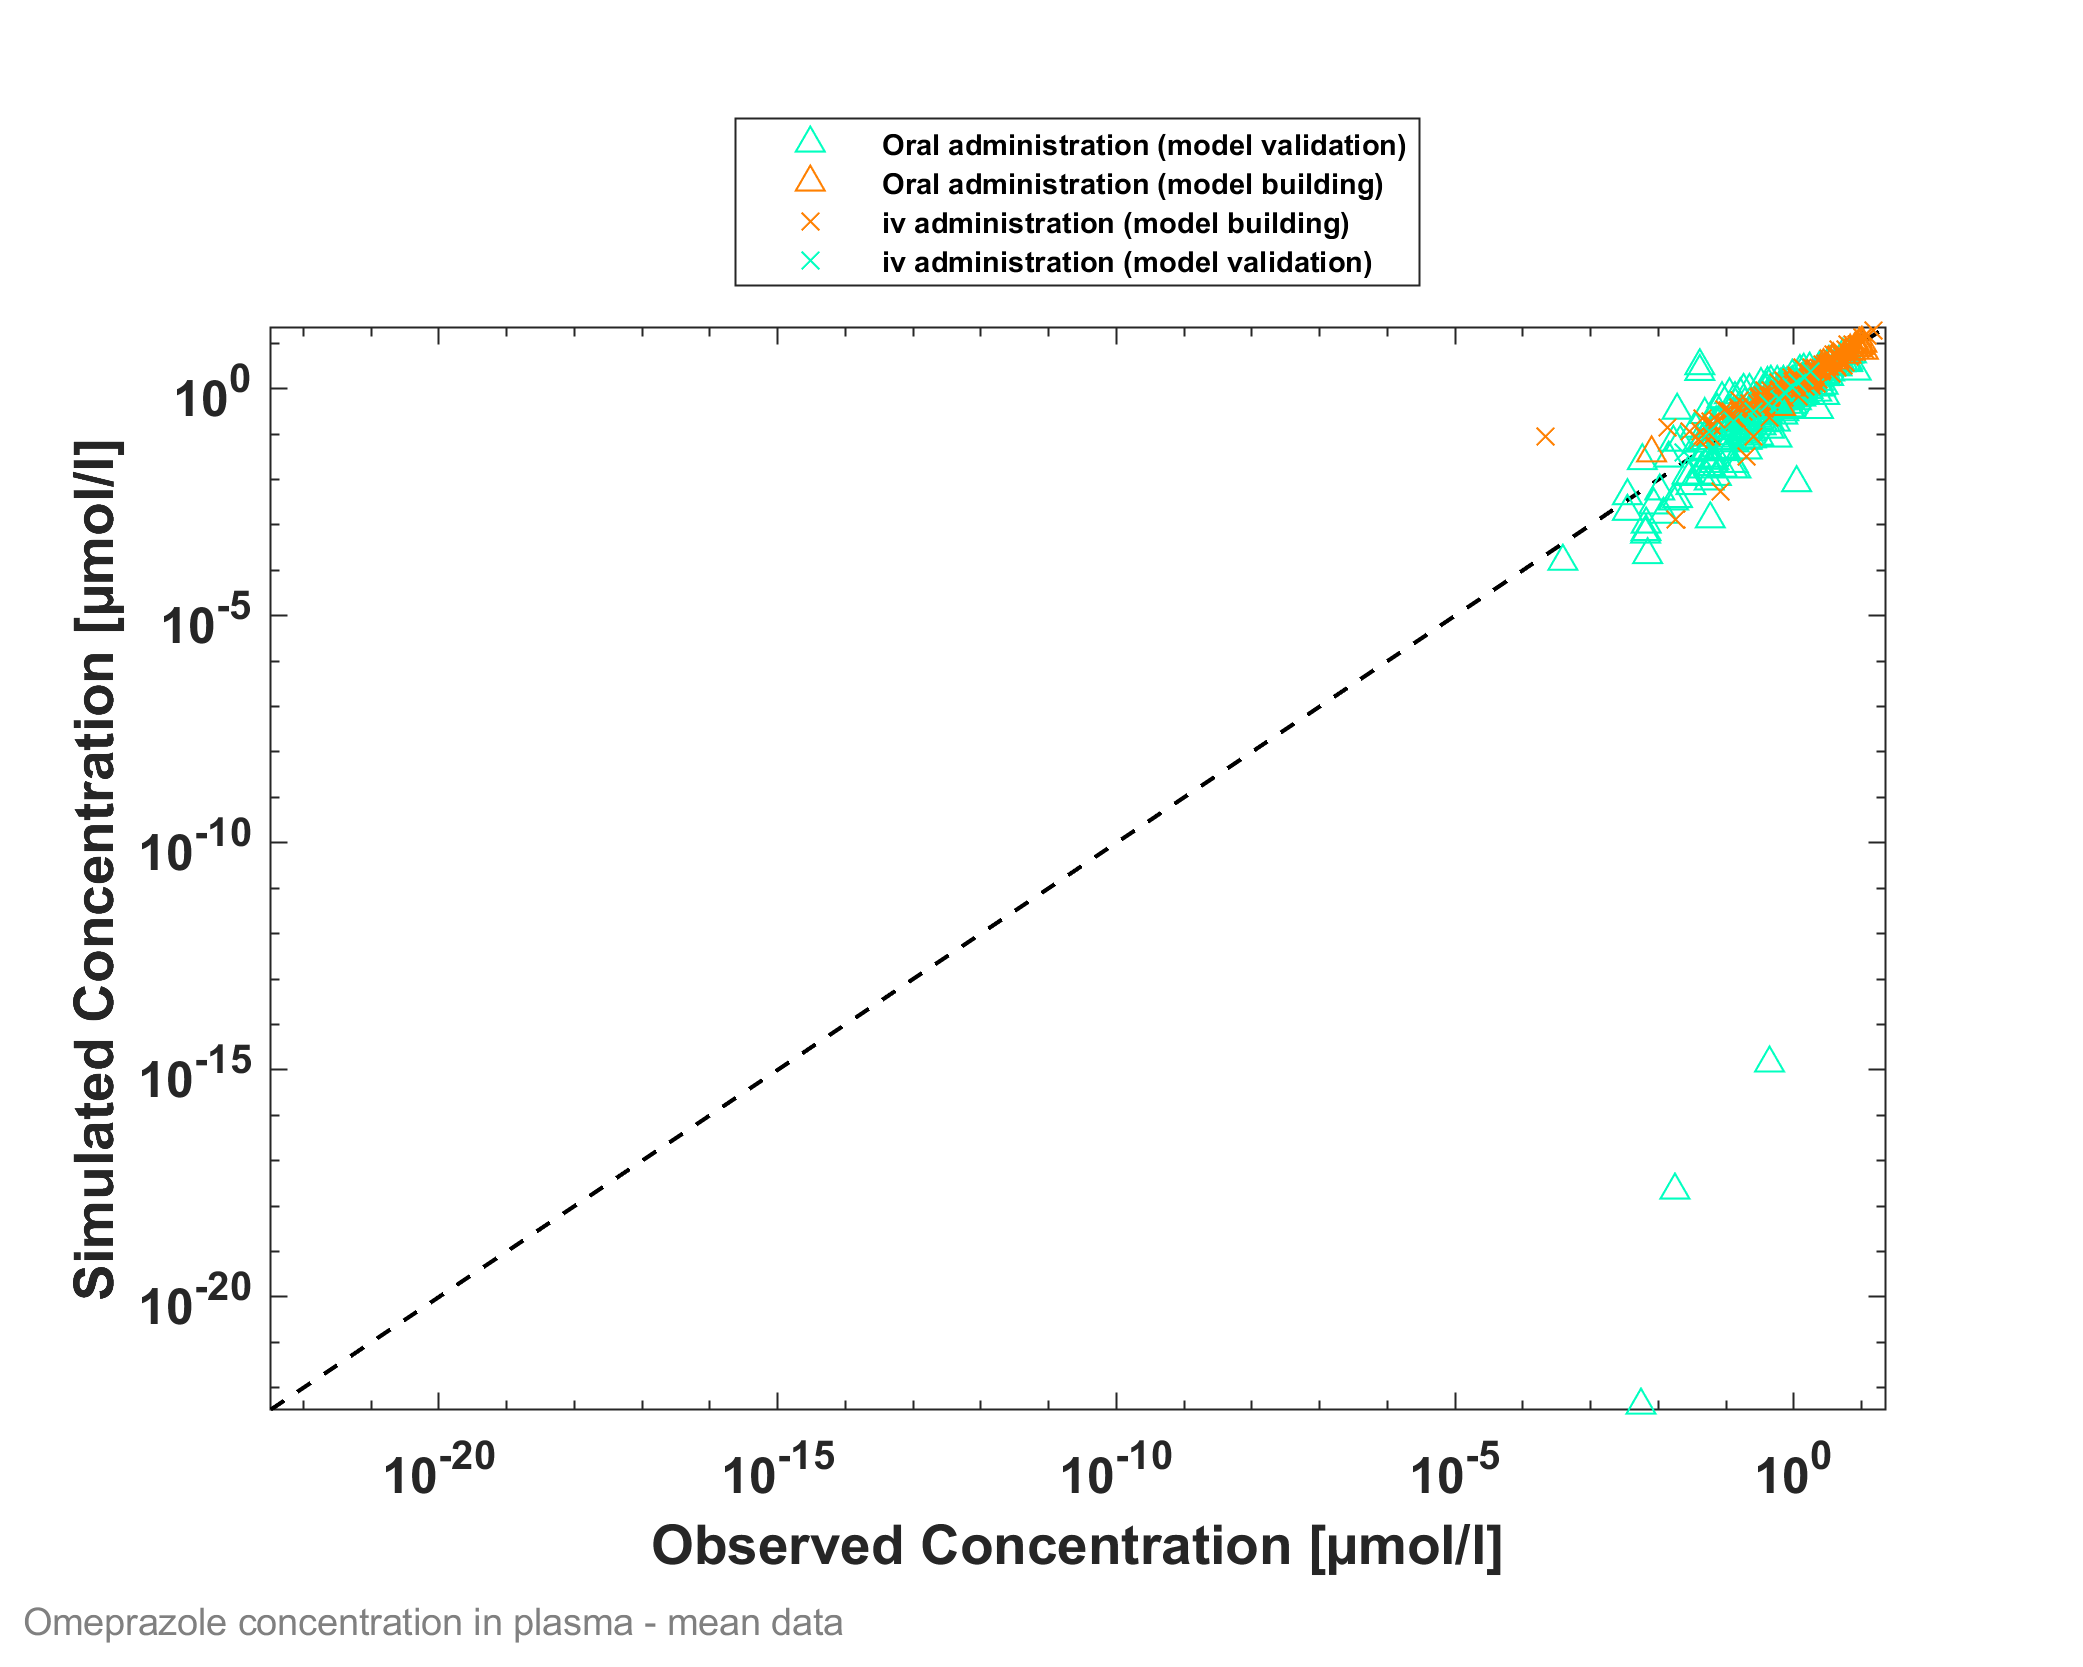 Oral administration (model validation)
Oral administration (model building)
iv administration (model building)
iv administration (model validation)
Simulated Concentration [µmol/l]
10^0
10^-5
10^-10
10^-15
10^-20
10^-20 10^-15 10^-10 10^-5 10^0
Observed Concentration [µmol/l]
Omeprazole concentration in plasma - mean data